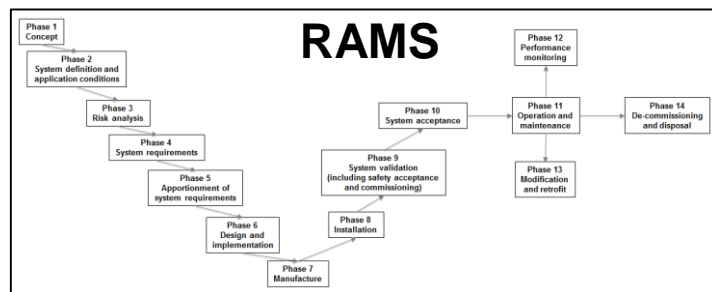 RAMS
Phase 1
Concept
Phase 2
System definition and
application conditions
Phase 3
Risk analysis
Phase 4
System requirements
Phase 5
Apportionment of
system requirements
Phase 6
Design and
implementation
Phase 7
Manufacture
Phase 8
Installation
Phase 9
System validation
(including safety acceptance
and commissioning)
Phase 10
System acceptance
Phase 11
Operation and
maintenance
Phase 12
Performance
monitoring
Phase 13
Modification
and retrofit
Phase 14
De-commissioning
and disposal